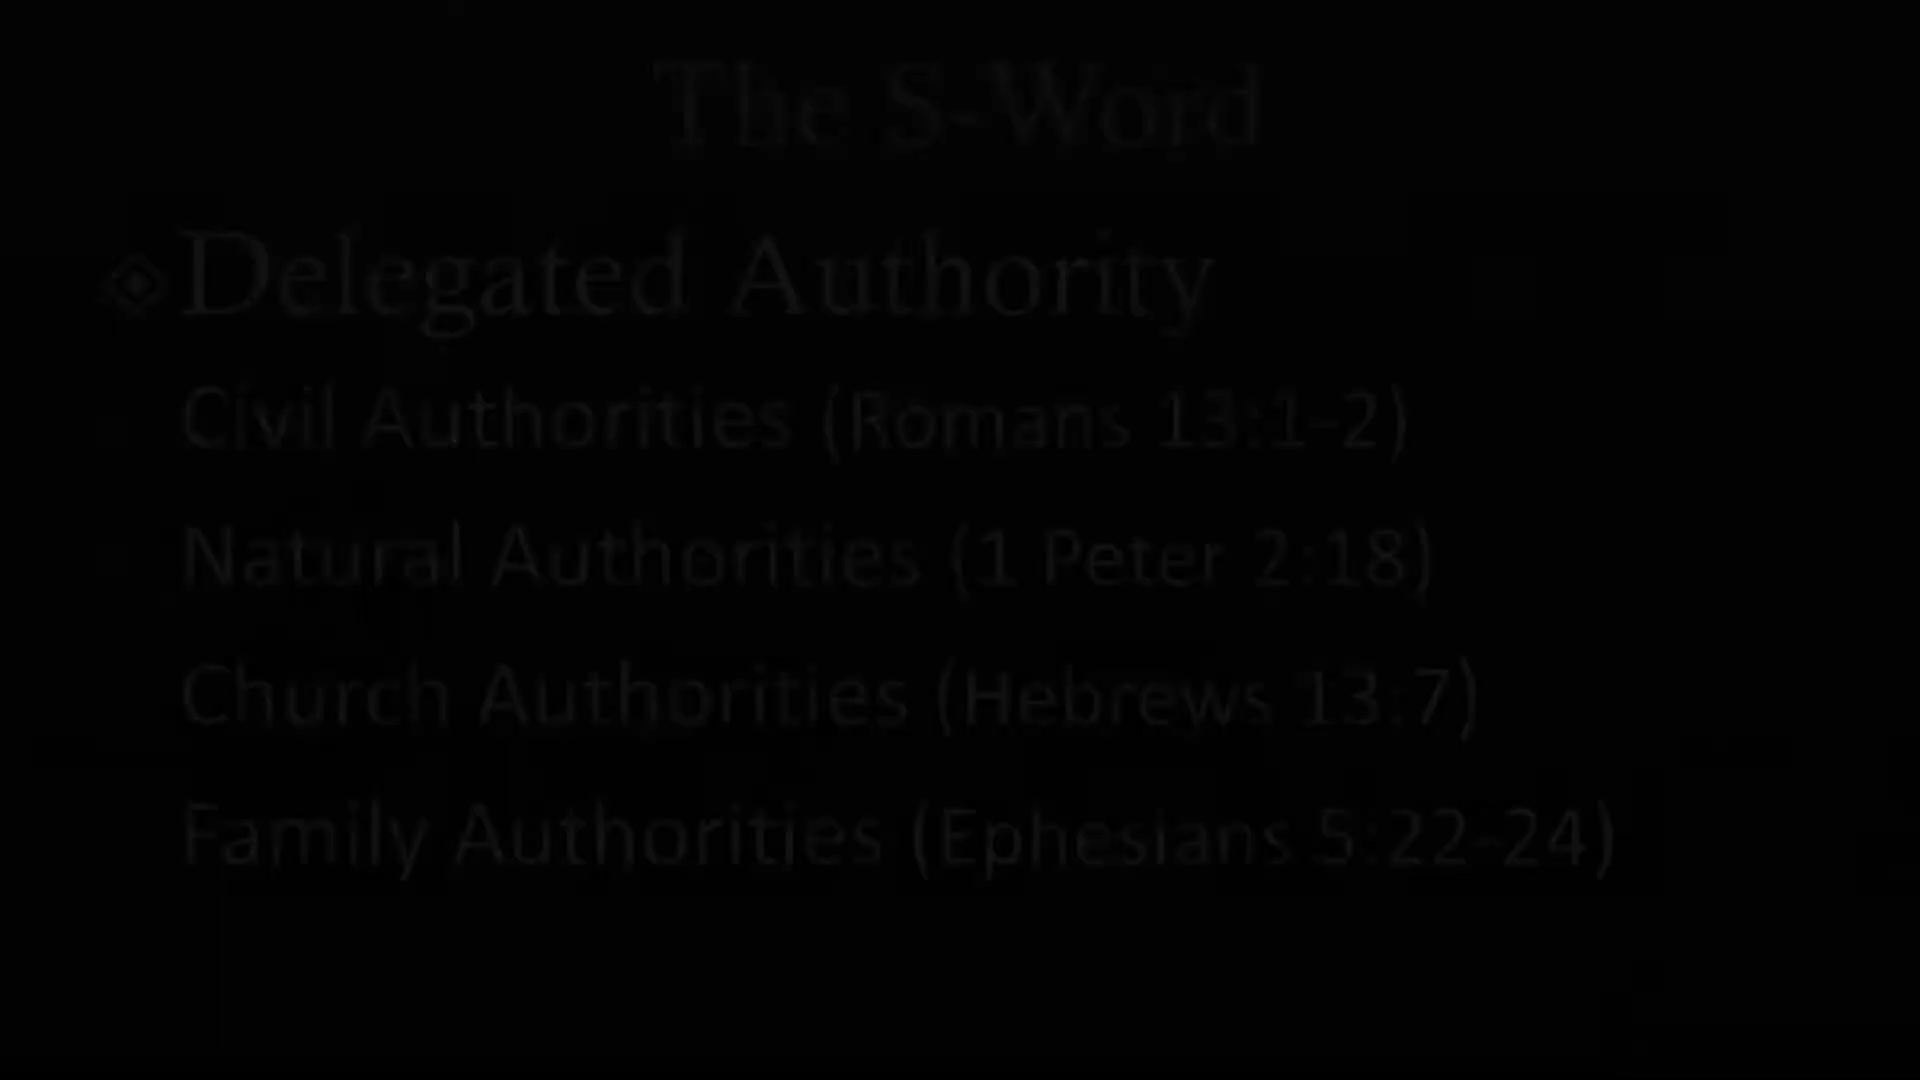 The S-Word
Delegated Authority
Civil Authorities (Romans 13:1-2)
Natural Authorities (1 Peter 2:18)
Church Authorities (Hebrews 13:7)
Family Authorities (Ephesians 5:22-24)